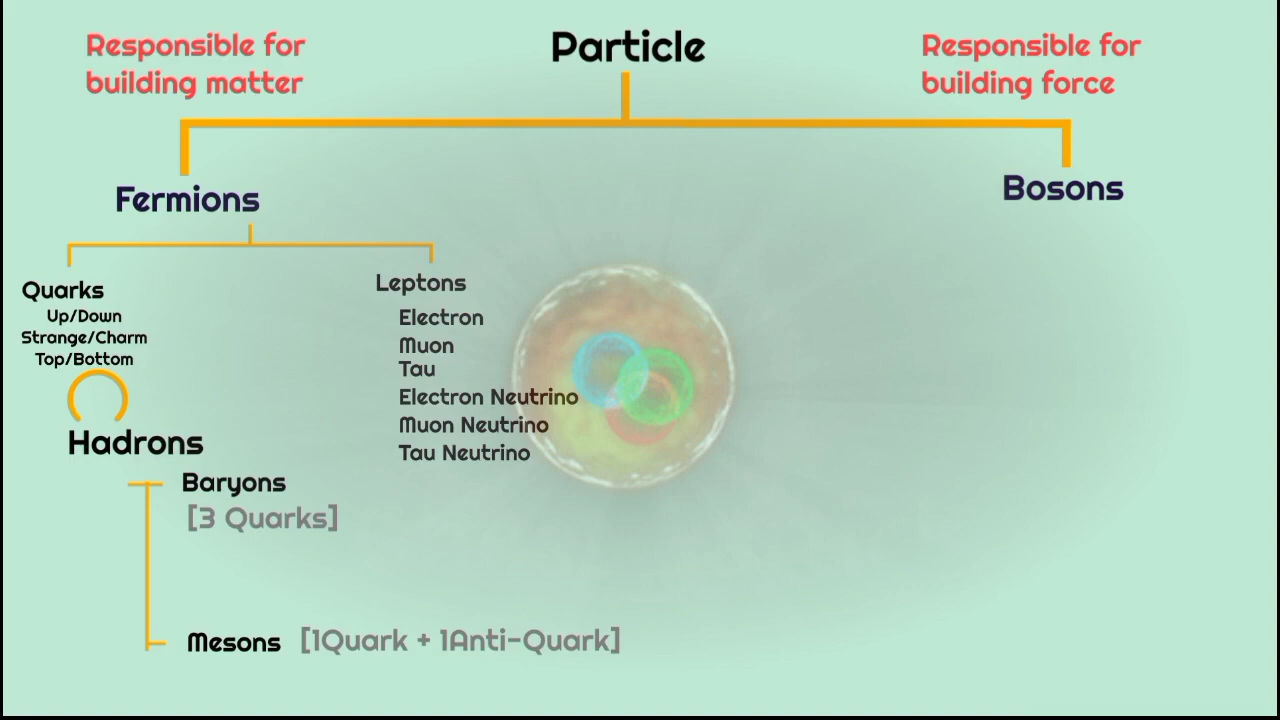 Particle
Responsible for
building matter
Responsible for
building force
Fermions
Bosons
Quarks
Up/Down
Strange/Charm
Top/Bottom
Leptons
Electron
Muon
Tau
Electron Neutrino
Muon Neutrino
Tau Neutrino
Hadrons
Baryons
[3 Quarks]
Mesons [1Quark + 1Anti-Quark]